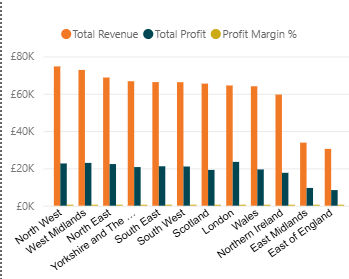 Total Revenue Total Profit Profit Margin %
£80K
£60K
£40K
£20K
£0K
North West
West Midlands
North East
Yorkshire and The ...
South East
South West
Scotland
London
Wales
Northern Ireland
East Midlands
East of England